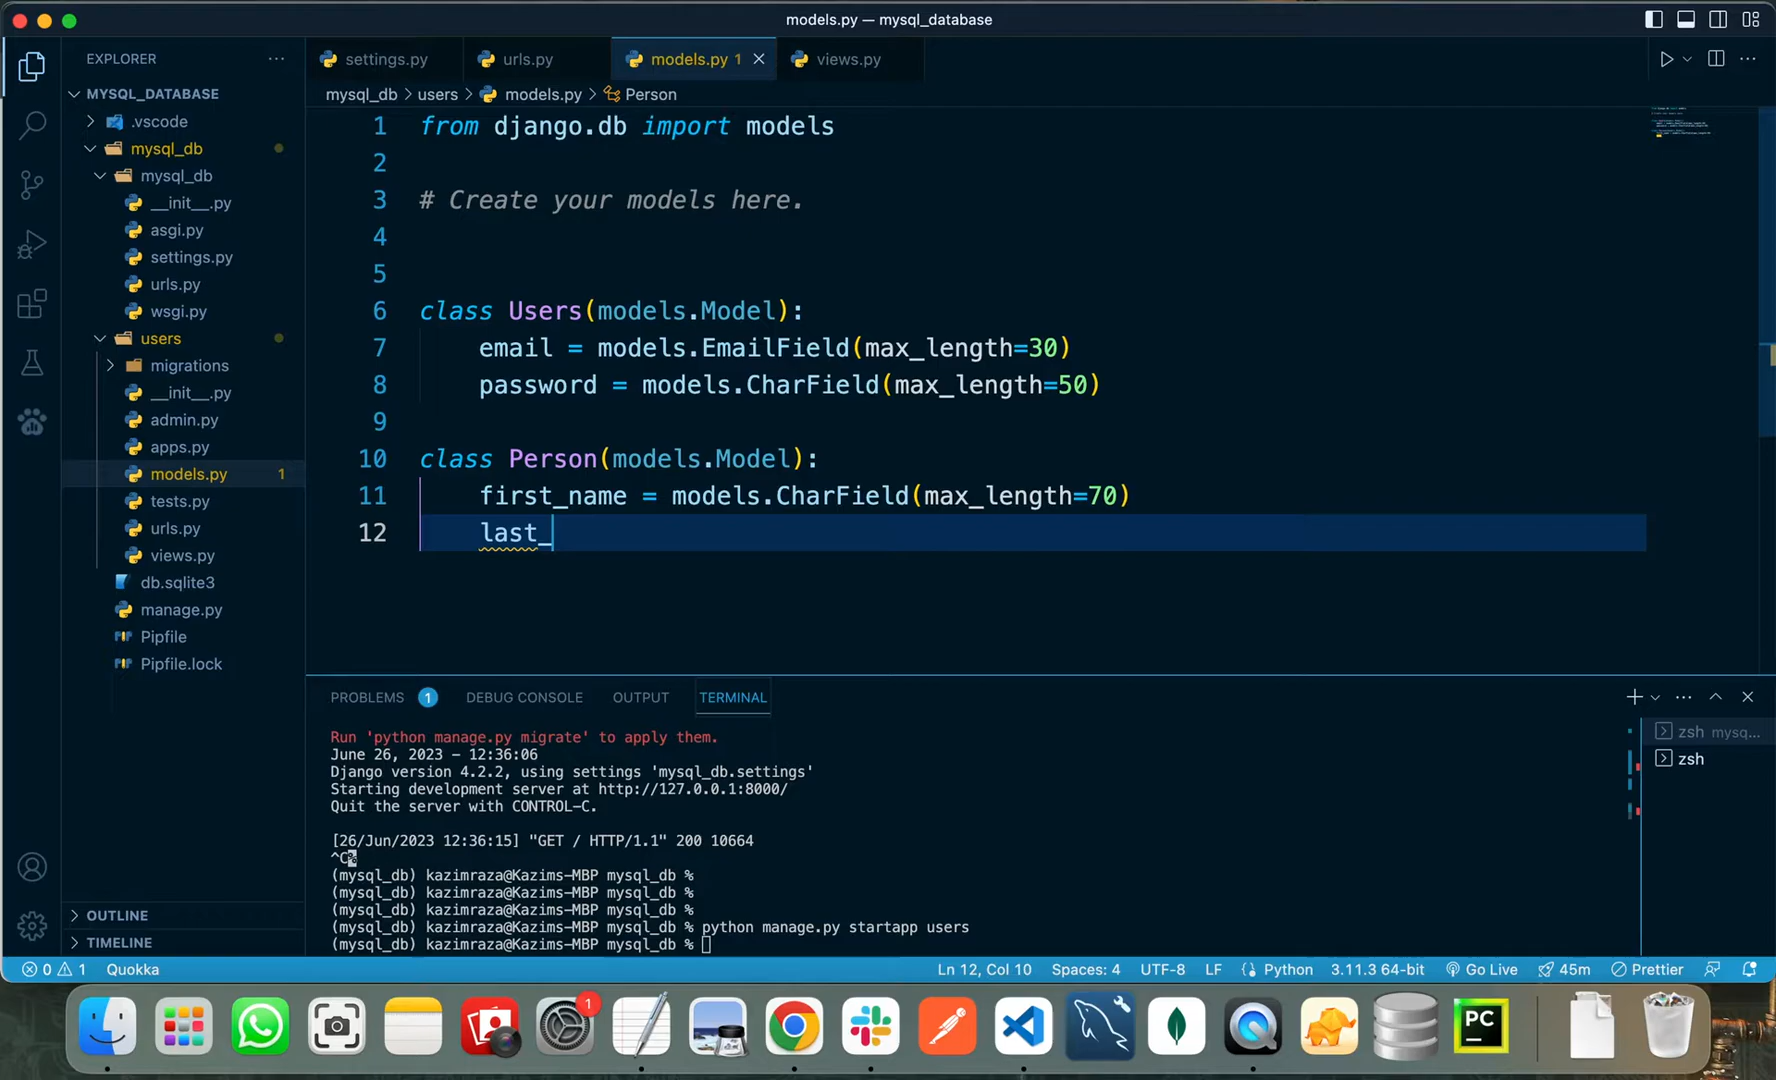 models.py — mysql_database
EXPLORER
settings.py
urls.py
models.py 1
views.py
MYSQL_DATABASE
mysql_db > users > models.py > Person
.vscode
mysql_db
mysql_db
__init__.py
asgi.py
settings.py
urls.py
wsgi.py
users
migrations
__init__.py
admin.py
apps.py
models.py 1
tests.py
urls.py
views.py
db.sqlite3
manage.py
Pipfile
Pipfile.lock
OUTLINE
TIMELINE
1 from django.db import models
2
3 # Create your models here.
4
5
6 class Users(models.Model):
7 email = models.EmailField(max_length=30)
8 password = models.CharField(max_length=50)
9
10 class Person(models.Model):
11 first_name = models.CharField(max_length=70)
12 last_
PROBLEMS 1 DEBUG CONSOLE OUTPUT TERMINAL
Run 'python manage.py migrate' to apply them.
June 26, 2023 - 12:36:06
Django version 4.2.2, using settings 'mysql_db.settings'
Starting development server at http://127.0.0.1:8000/
Quit the server with CONTROL-C.
[26/Jun/2023 12:36:15] "GET / HTTP/1.1" 200 10664
^C%
(mysql_db) kazimraza@Kazims-MBP mysql_db %
(mysql_db) kazimraza@Kazims-MBP mysql_db %
(mysql_db) kazimraza@Kazims-MBP mysql_db %
(mysql_db) kazimraza@Kazims-MBP mysql_db % python manage.py startapp users
(mysql_db) kazimraza@Kazims-MBP mysql_db %
zsh mysq...
zsh
0 1 Quokka Ln 12, Col 10 Spaces: 4 UTF-8 LF Python 3.11.3 64-bit Go Live 45m Prettier
1
PC